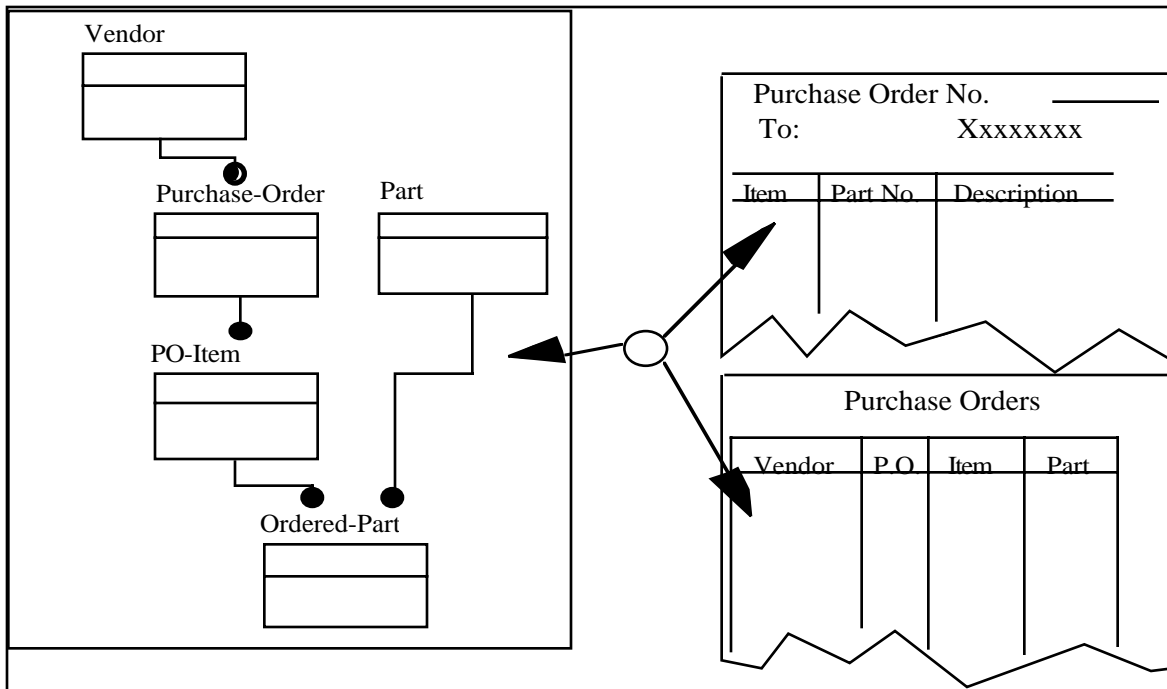 Vendor
Purchase-Order
Part
PO-Item
Ordered-Part
Purchase Order No.
To: Xxxxxxxx
Item Part No. Description
Purchase Orders
Vendor P.O. Item Part